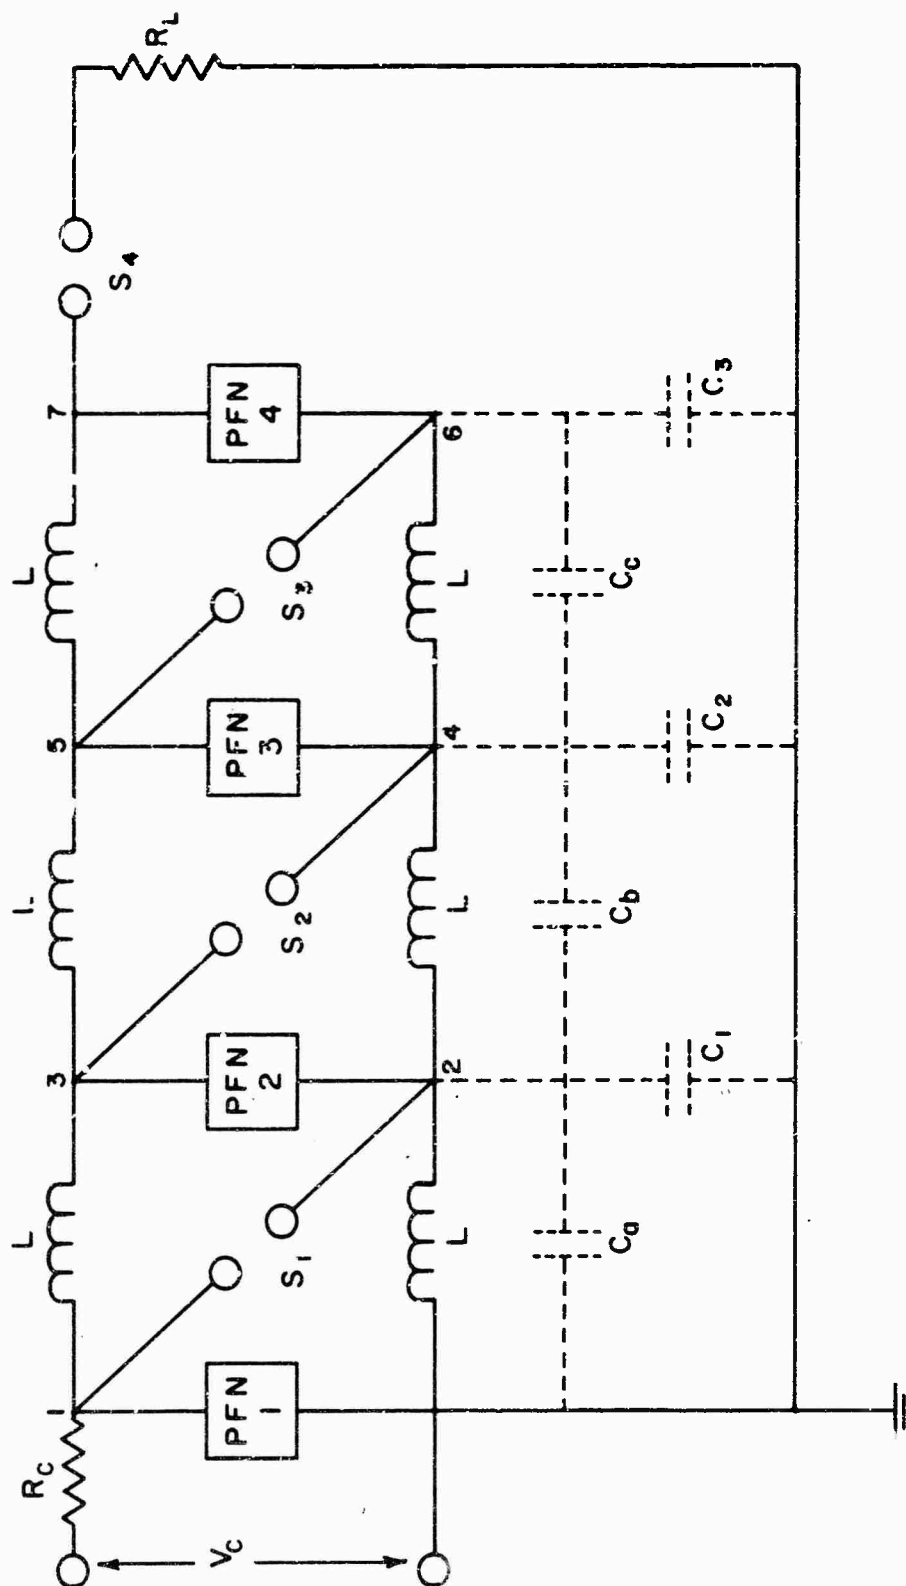 R_L
S_4
7
PFN 4
6
C_3
L
S_3
L
C_c
5
PFN 3
4
C_2
L
S_2
L
C_b
3
PFN 2
2
C_1
L
S_1
L
C_a
1
PFN 1
R_C
V_C